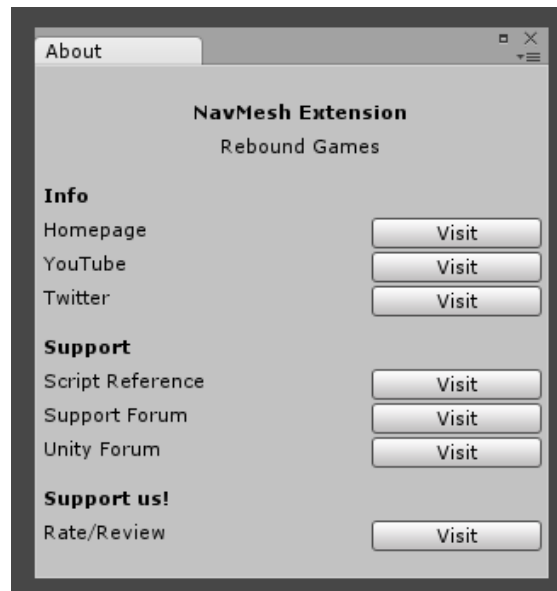 About
NavMesh Extension
Rebound Games
Info
Homepage Visit
YouTube Visit
Twitter Visit
Support
Script Reference Visit
Support Forum Visit
Unity Forum Visit
Support us!
Rate/Review Visit